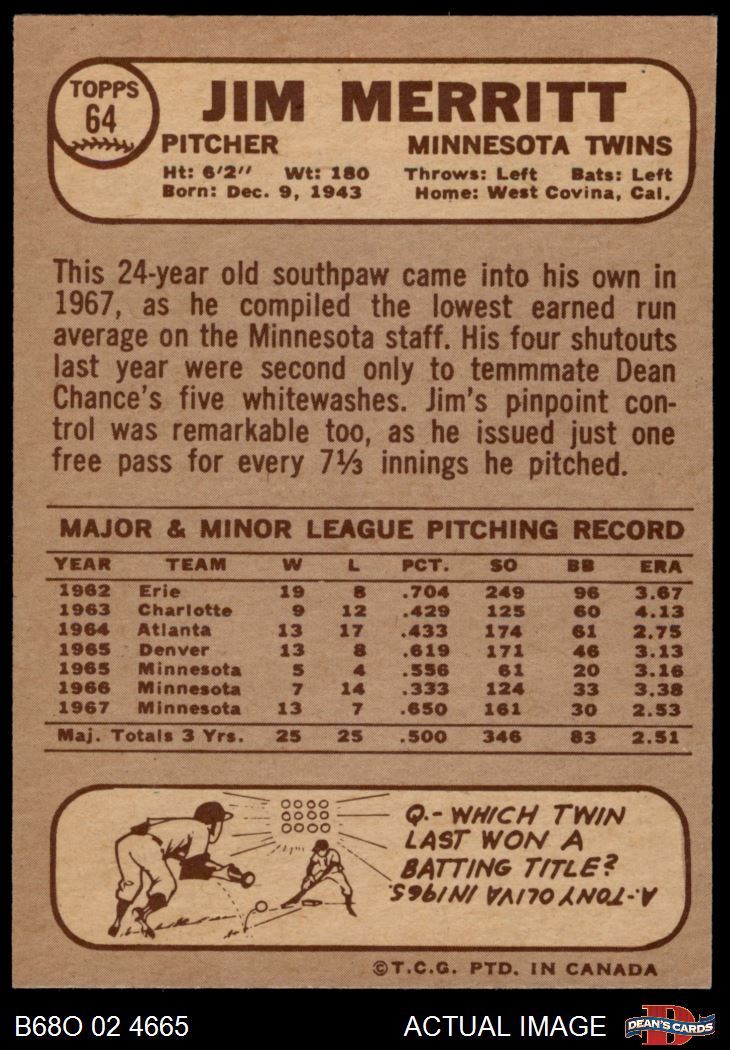 TOPPS
64
JIM MERRITT
PITCHER MINNESOTA TWINS
Ht: 6'2" Wt: 180 Throws: Left Bats: Left
Born: Dec. 9, 1943 Home: West Covina, Cal.
This 24-year old southpaw came into his own in
1967, as he compiled the lowest earned run
average on the Minnesota staff. His four shutouts
last year were second only to temmmate Dean
Chance's five whitewashes. Jim's pinpoint con-
trol was remarkable too, as he issued just one
free pass for every 7⅓ innings he pitched.
MAJOR & MINOR LEAGUE PITCHING RECORD
YEAR TEAM W L PCT. SO BB ERA
1962 Erie 19 8 .704 249 96 3.67
1963 Charlotte 9 12 .429 125 60 4.13
1964 Atlanta 13 17 .433 174 61 2.75
1965 Denver 13 8 .619 171 46 3.13
1965 Minnesota 5 4 .556 61 20 3.16
1966 Minnesota 7 14 .333 124 33 3.38
1967 Minnesota 13 7 .650 161 30 2.53
Maj. Totals 3 Yrs. 25 25 .500 346 83 2.51
Q.- WHICH TWIN
LAST WON A
BATTING TITLE?
A.-TONY OLIVA IN 1965
©T.C.G. PTD. IN CANADA
B68O 02 4665 ACTUAL IMAGE
D
DEAN'S CARDS